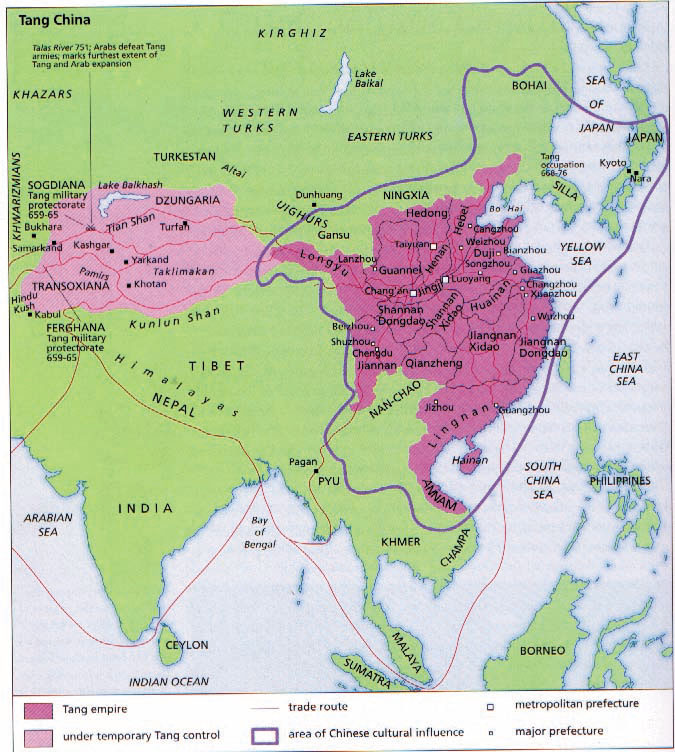 Tang China
Talas River 751; Arabs defeat Tang
armies; marks furthest extent of
Tang and Arab expansion
KIRGHIZ
Lake
Baikal
BOHAI
SEA
OF
JAPAN
KHAZARS
WESTERN
TURKS
EASTERN TURKS
JAPAN
TURKESTAN
Altai
Tang
occupation
668-76
Kyoto
Nara
KHWARIZMIANS
SOGDIANA
Tang military
protectorate
659-65
Lake Balkhash
DZUNGARIA
Dunhuang
NINGXIA
SILLA
Bukhara
Tian Shan
Turfan
UIGHURS
Gansu
Hedong
Hebei
Bo Hai
Cangzhou
Samarkand
Kashgar
Taiyuan
Weizhou
Duji
Bianzhou
YELLOW
SEA
Yarkand
Pamirs
Taklimakan
Longyu
Lanzhou
Guannei
Henan
Songzhou
Guazhou
TRANSOXIANA
Khotan
Chang'an
Jingji
Luoyang
Changzhou
Xuanzhou
Hindu
Kush
Kabul
Kunlun Shan
Shannan
Dongdao
Shannan
Xidao
Huainan
Wuzhou
FERGHANA
Tang military
protectorate
659-65
Beizhou
Shuzhou
Chengdu
Jiannan
Qianzheng
Jiangnan
Xidao
Jiangnan
Dongdao
EAST
CHINA
SEA
Himalayas
TIBET
NEPAL
NAN-CHAO
Jizhou
Lingnan
Guangzhou
Pagan
PYU
Hainan
SOUTH
CHINA
SEA
PHILIPPINES
ANNAM
INDIA
ARABIAN
SEA
Bay
of
Bengal
KHMER
CHAMPA
CEYLON
MALAYA
BORNEO
INDIAN OCEAN
SUMATRA
Tang empire
trade route
metropolitan prefecture
under temporary Tang control
area of Chinese cultural influence
major prefecture